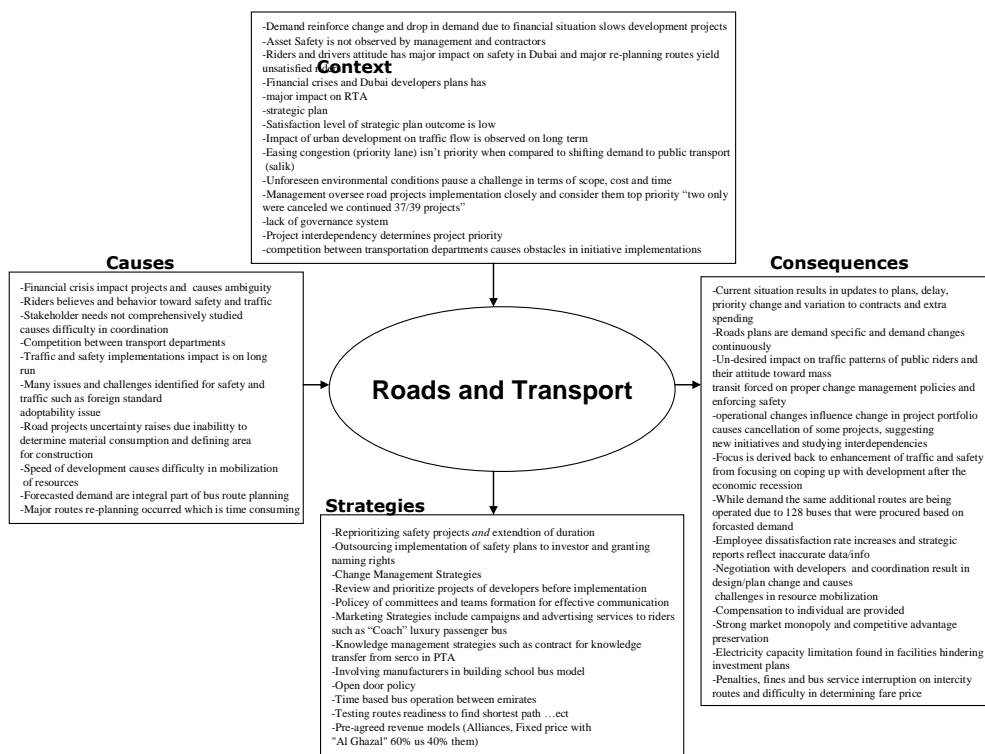 -Demand reinforce change and drop in demand due to financial situation slows development projects
-Asset Safety is not observed by management and contractors
-Riders and drivers attitude has major impact on safety in Dubai and major re-planning routes yield
unsatisfied
Context
-Financial crises and Dubai developers plans has
-major impact on RTA
-strategic plan
-Satisfaction level of strategic plan outcome is low
-Impact of urban development on traffic flow is observed on long term
-Easing congestion (priority lane) isn't priority when compared to shifting demand to public transport
(salik)
-Unforeseen environmental conditions pause a challenge in terms of scope, cost and time
-Management oversee road projects implementation closely and consider them top priority “two only
were canceled we continued 37/39 projects”
-lack of governance system
-Project interdependency determines project priority
-competition between transportation departments causes obstacles in initiative implementations
Causes
-Financial crisis impact projects and causes ambiguity
-Riders believes and behavior toward safety and traffic
-Stakeholder needs not comprehensively studied
causes difficulty in coordination
-Competition between transport departments
-Traffic and safety implementations impact is on long
run
-Many issues and challenges identified for safety and
traffic such as foreign standard
adoptability issue
-Road projects uncertainty raises due inability to
determine material consumption and defining area
for construction
-Speed of development causes difficulty in mobilization
of resources
-Forecasted demand are integral part of bus route planning
-Major routes re-planning occurred which is time consuming
Roads and Transport
Consequences
-Current situation results in updates to plans, delay,
priority change and variation to contracts and extra
spending
-Roads plans are demand specific and demand changes
continuously
-Un-desired impact on traffic patterns of public riders and
their attitude toward mass
transit forced on proper change management policies and
enforcing safety
-operational changes influence change in project portfolio
causes cancellation of some projects, suggesting
new initiatives and studying interdependencies
-Focus is derived back to enhancement of traffic and safety
from focusing on coping up with development after the
economic recession
-While demand the same additional routes are being
operated due to 128 buses that were procured based on
forcasted demand
-Employee dissatisfaction rate increases and strategic
reports reflect inaccurate data/info
-Negotiation with developers and coordination result in
design/plan change and causes
challenges in resource mobilization
-Compensation to individual are provided
-Strong market monopoly and competitive advantage
preservation
-Electricity capacity limitation found in facilities hindering
investment plans
-Penalties, fines and bus service interruption on intercity
routes and difficulty in determining fare price
Strategies
-Reprioritizing safety projects and extendtion of duration
-Outsourcing implementation of safety plans to investor and granting
naming rights
-Change Management Strategies
-Review and prioritize projects of developers before implementation
-Policey of committees and teams formation for effective communication
-Marketing Strategies include campaigns and advertising services to riders
such as “Coach” luxury passenger bus
-Knowledge management strategies such as contract for knowledge
transfer from serco in PTA
-Involving manufacturers in building school bus model
-Open door policy
-Time based bus operation between emirates
-Testing routes readiness to find shortest path …ect
-Pre-agreed revenue models (Alliances, Fixed price with
"Al Ghazal" 60% us 40% them)